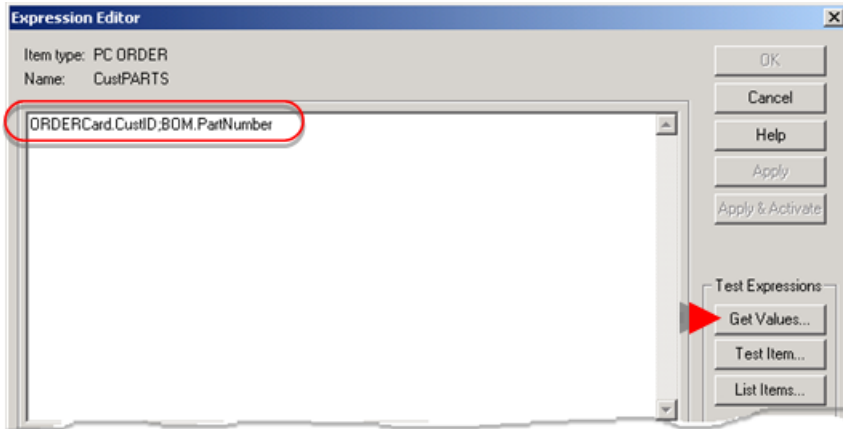 Expression Editor
Item type: PC ORDER
Name: CustPARTS
ORDERCard.CustID;BOM.PartNumber
OK
Cancel
Help
Apply
Apply & Activate
Test Expressions
Get Values...
Test Item...
List Items...